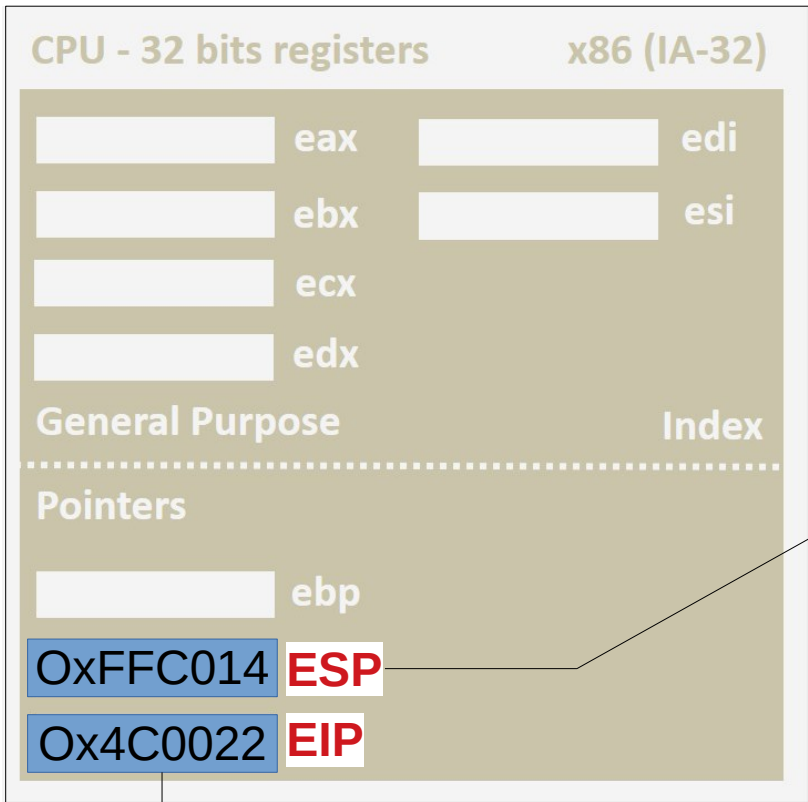 CPU - 32 bits registers x86 (IA-32)
eax edi
ebx esi
ecx
edx
General Purpose Index
Pointers
ebp
OxFFC014 ESP
Ox4C0022 EIP